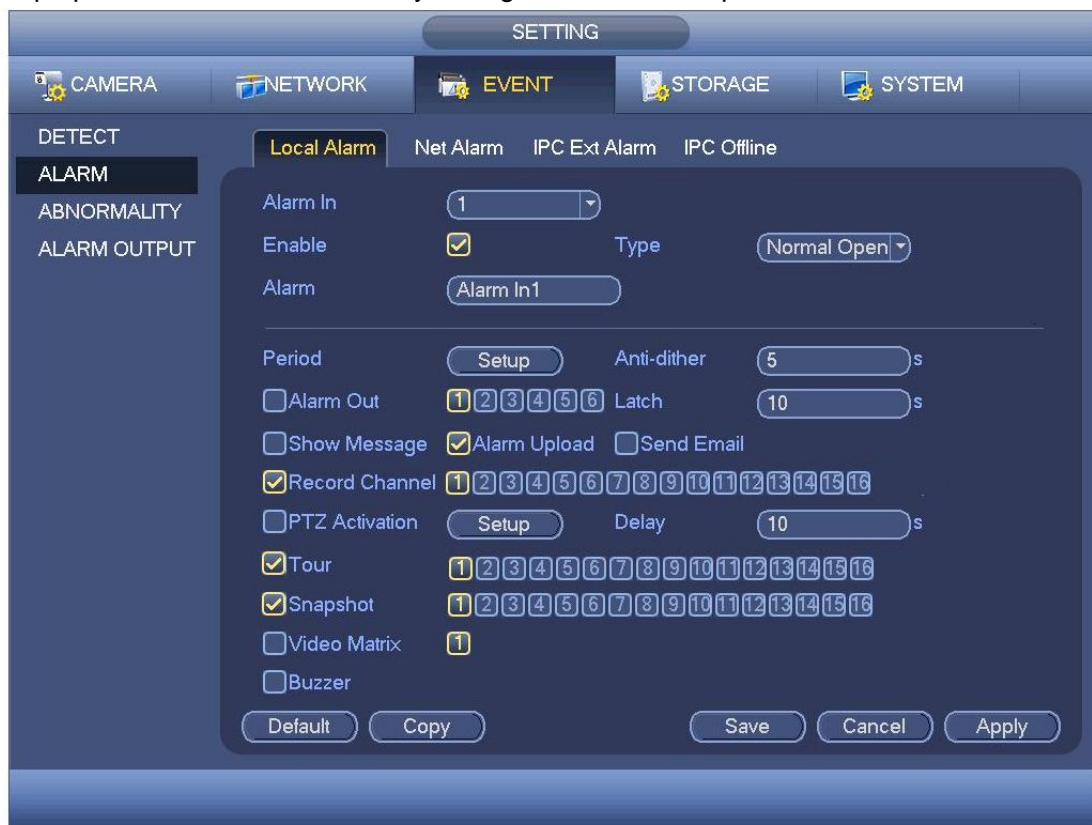 SETTING
CAMERA NETWORK EVENT STORAGE SYSTEM
DETECT
ALARM
ABNORMALITY
ALARM OUTPUT
Local Alarm Net Alarm IPC Ext Alarm IPC Offline
Alarm In 1
Enable Type Normal Open
Alarm Alarm In1
Period Setup Anti-dither 5 s
Alarm Out 1 2 3 4 5 6 Latch 10 s
Show Message Alarm Upload Send Email
Record Channel 1 2 3 4 5 6 7 8 9 10 11 12 13 14 15 16
PTZ Activation Setup Delay 10 s
Tour 1 2 3 4 5 6 7 8 9 10 11 12 13 14 15 16
Snapshot 1 2 3 4 5 6 7 8 9 10 11 12 13 14 15 16
Video Matrix 1
Buzzer
Default Copy Save Cancel Apply